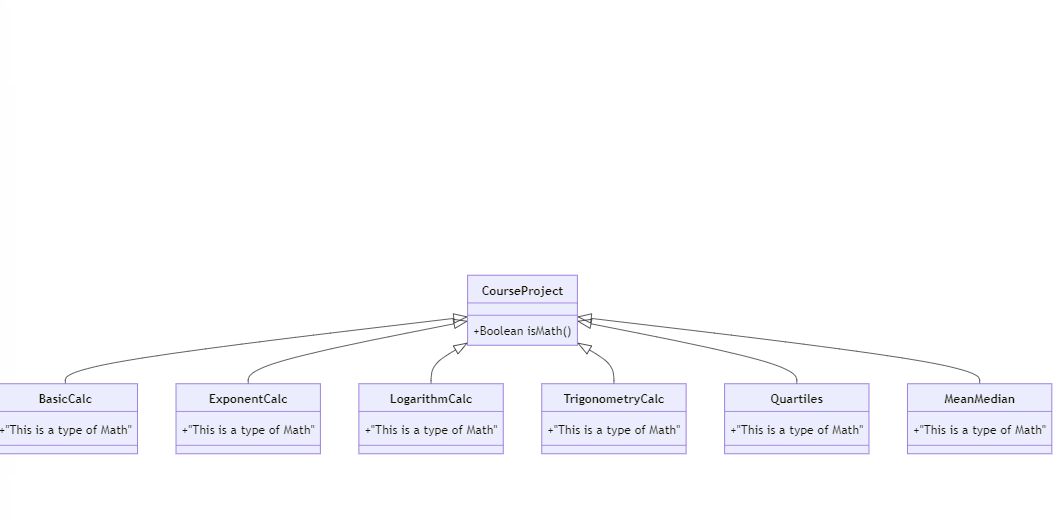 CourseProject
+Boolean isMath()
BasicCalc
+"This is a type of Math"
ExponentCalc
+"This is a type of Math"
LogarithmCalc
+"This is a type of Math"
TrigonometryCalc
+"This is a type of Math"
Quartiles
+"This is a type of Math"
MeanMedian
+"This is a type of Math"